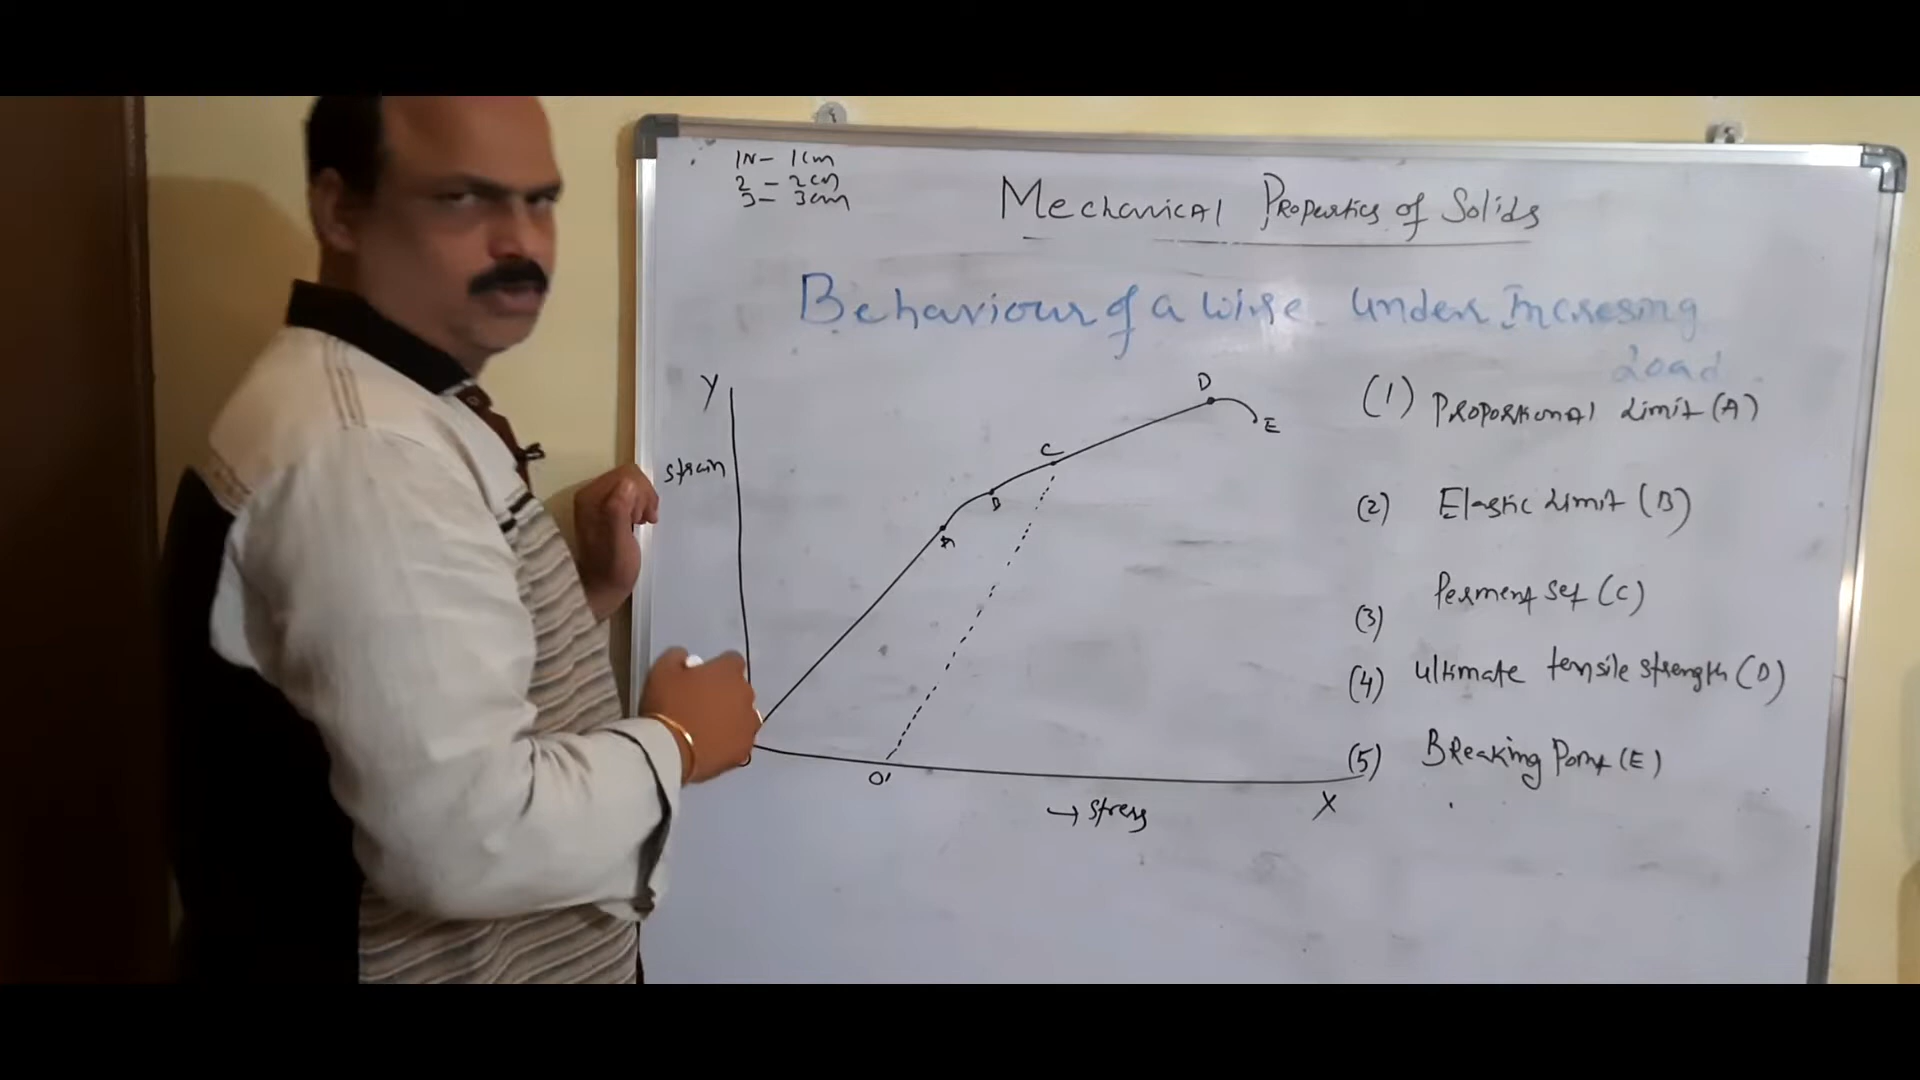 1N - 1cm
2 - 2cm
3 - 3cm
Mechanical Properties of Solids
Behaviour of a wire under Incresing
Load
Y
strain
A
B
C
D
E
O'
→ stress
X
(1) Proportional Limit (A)
(2) Elastic Limit (B)
(3) Perment set (C)
(4) Ultimate tensile strength (D)
(5) Breaking Point (E)